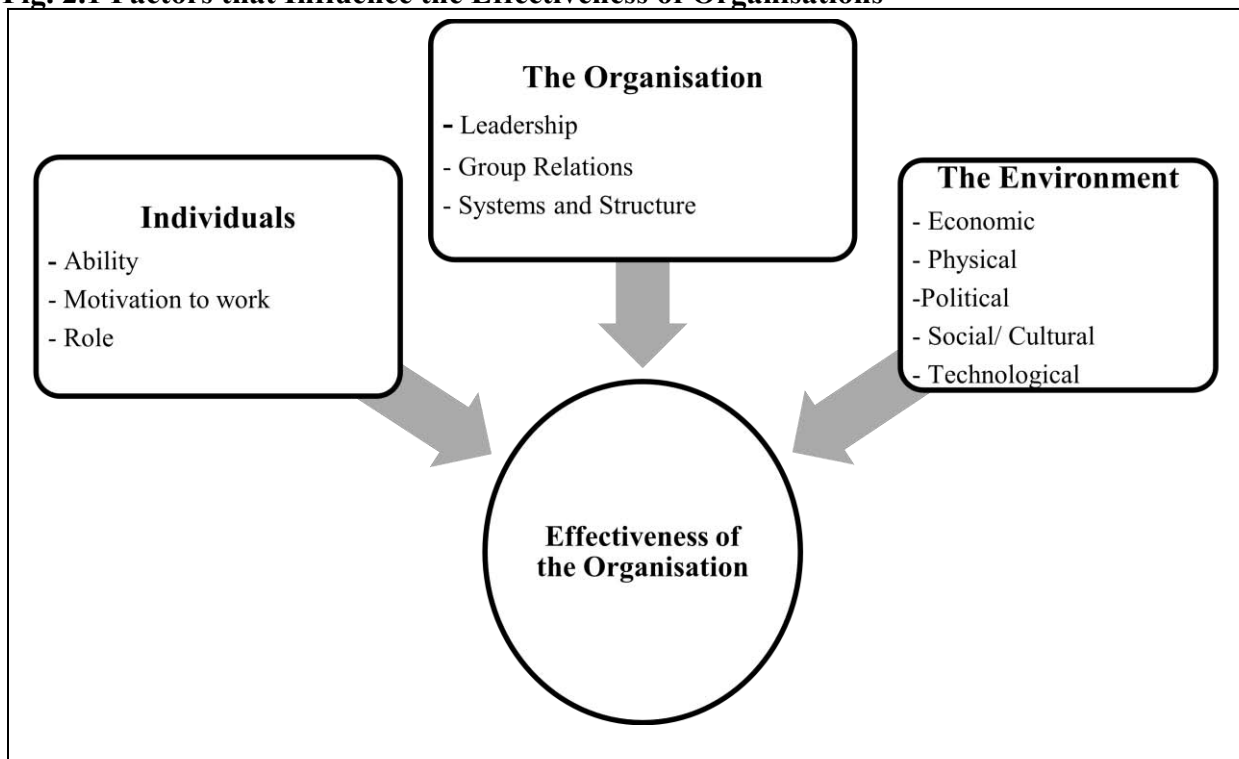 Fig. 2.1 Factors that Influence the Effectiveness of Organisations
The Organisation
- Leadership
- Group Relations
- Systems and Structure
Individuals
- Ability
- Motivation to work
- Role
The Environment
- Economic
- Physical
-Political
- Social/ Cultural
- Technological
Effectiveness of
the Organisation